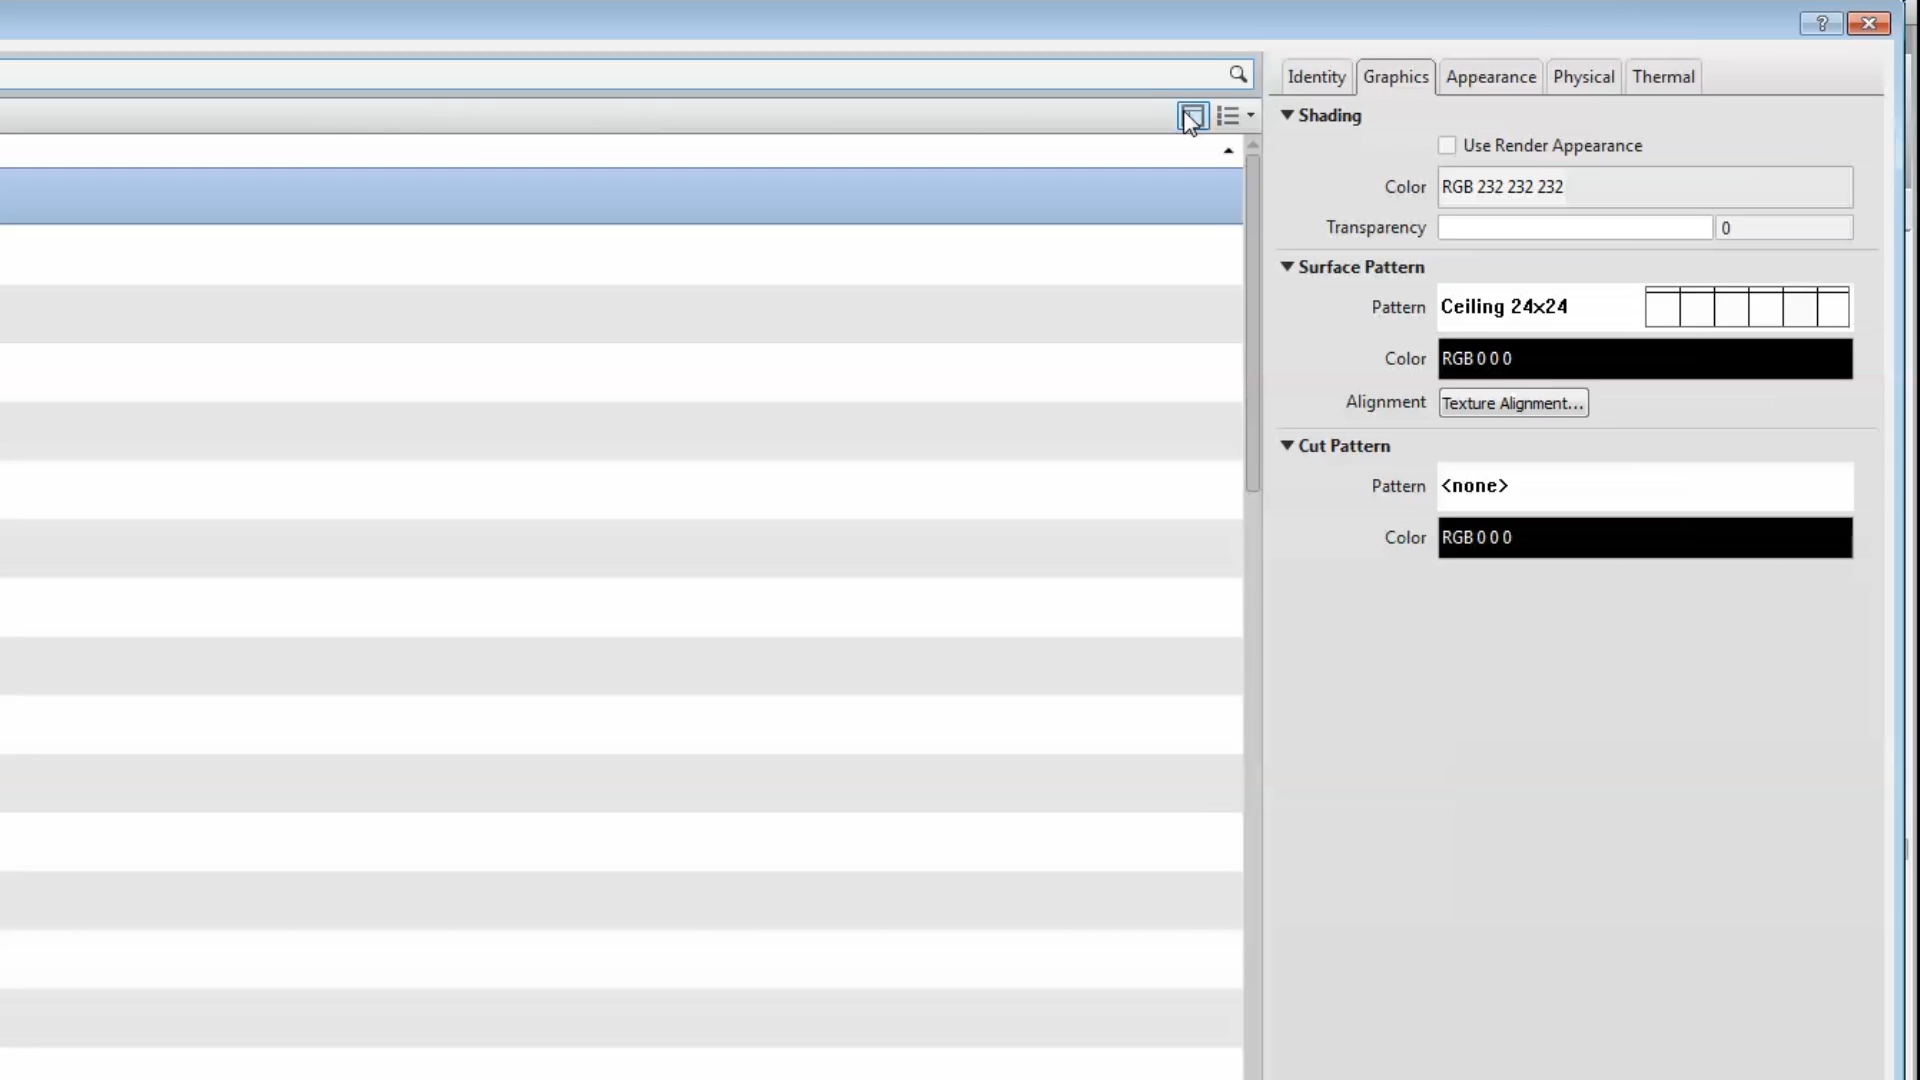 ?
Identity Graphics Appearance Physical Thermal
Shading
Use Render Appearance
Color RGB 232 232 232
Transparency 0
Surface Pattern
Pattern Ceiling 24x24
Color RGB 0 0 0
Alignment Texture Alignment...
Cut Pattern
Pattern <none>
Color RGB 0 0 0